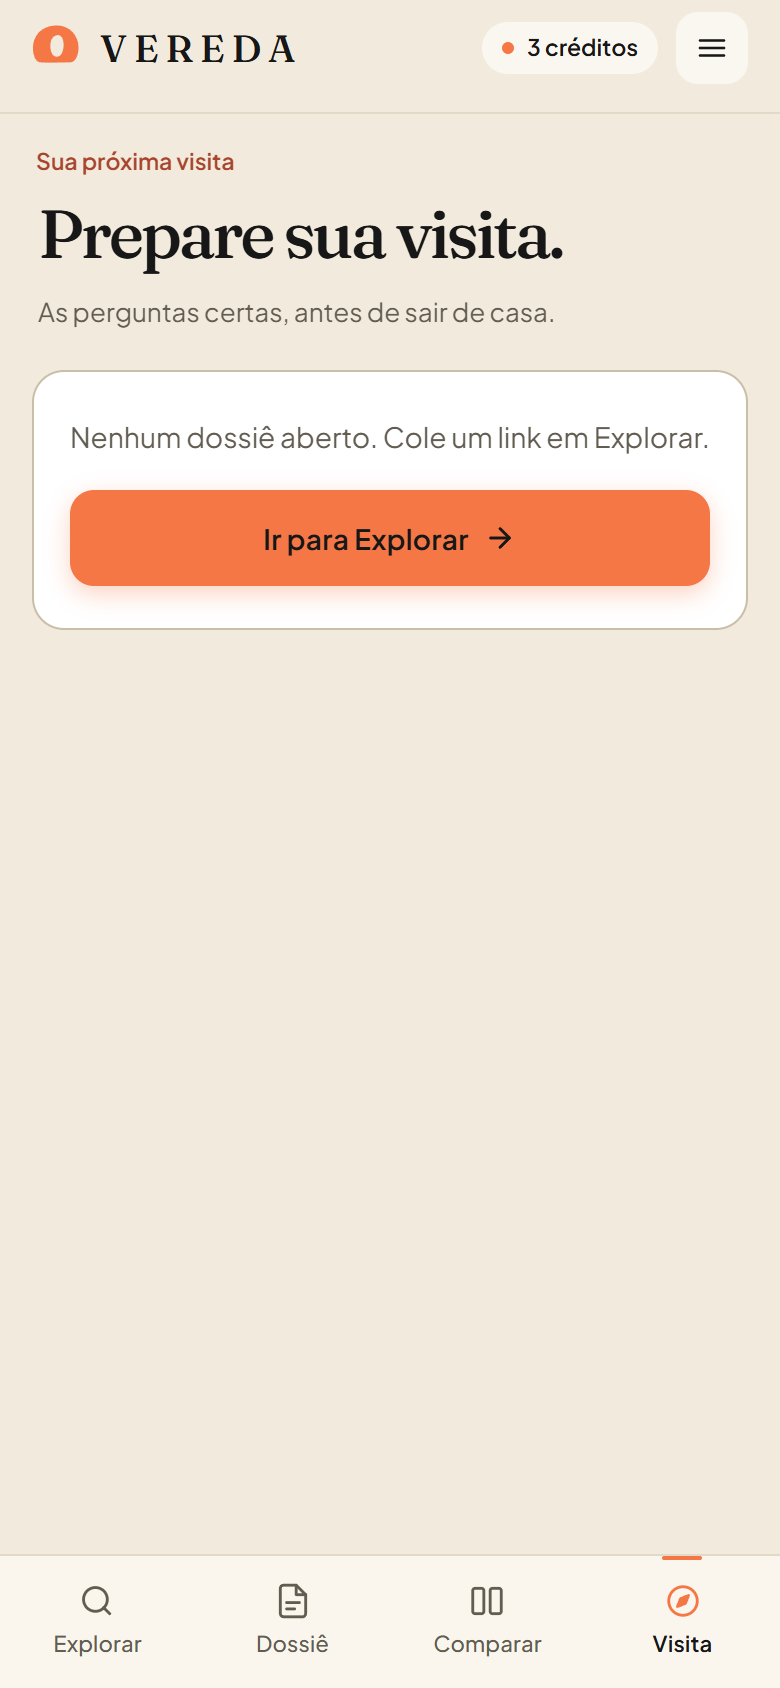 VEREDA
3 créditos
Sua próxima visita
Prepare sua visita.
As perguntas certas, antes de sair de casa.
Nenhum dossiê aberto. Cole um link em Explorar.
Ir para Explorar
Explorar
Dossiê
Comparar
Visita